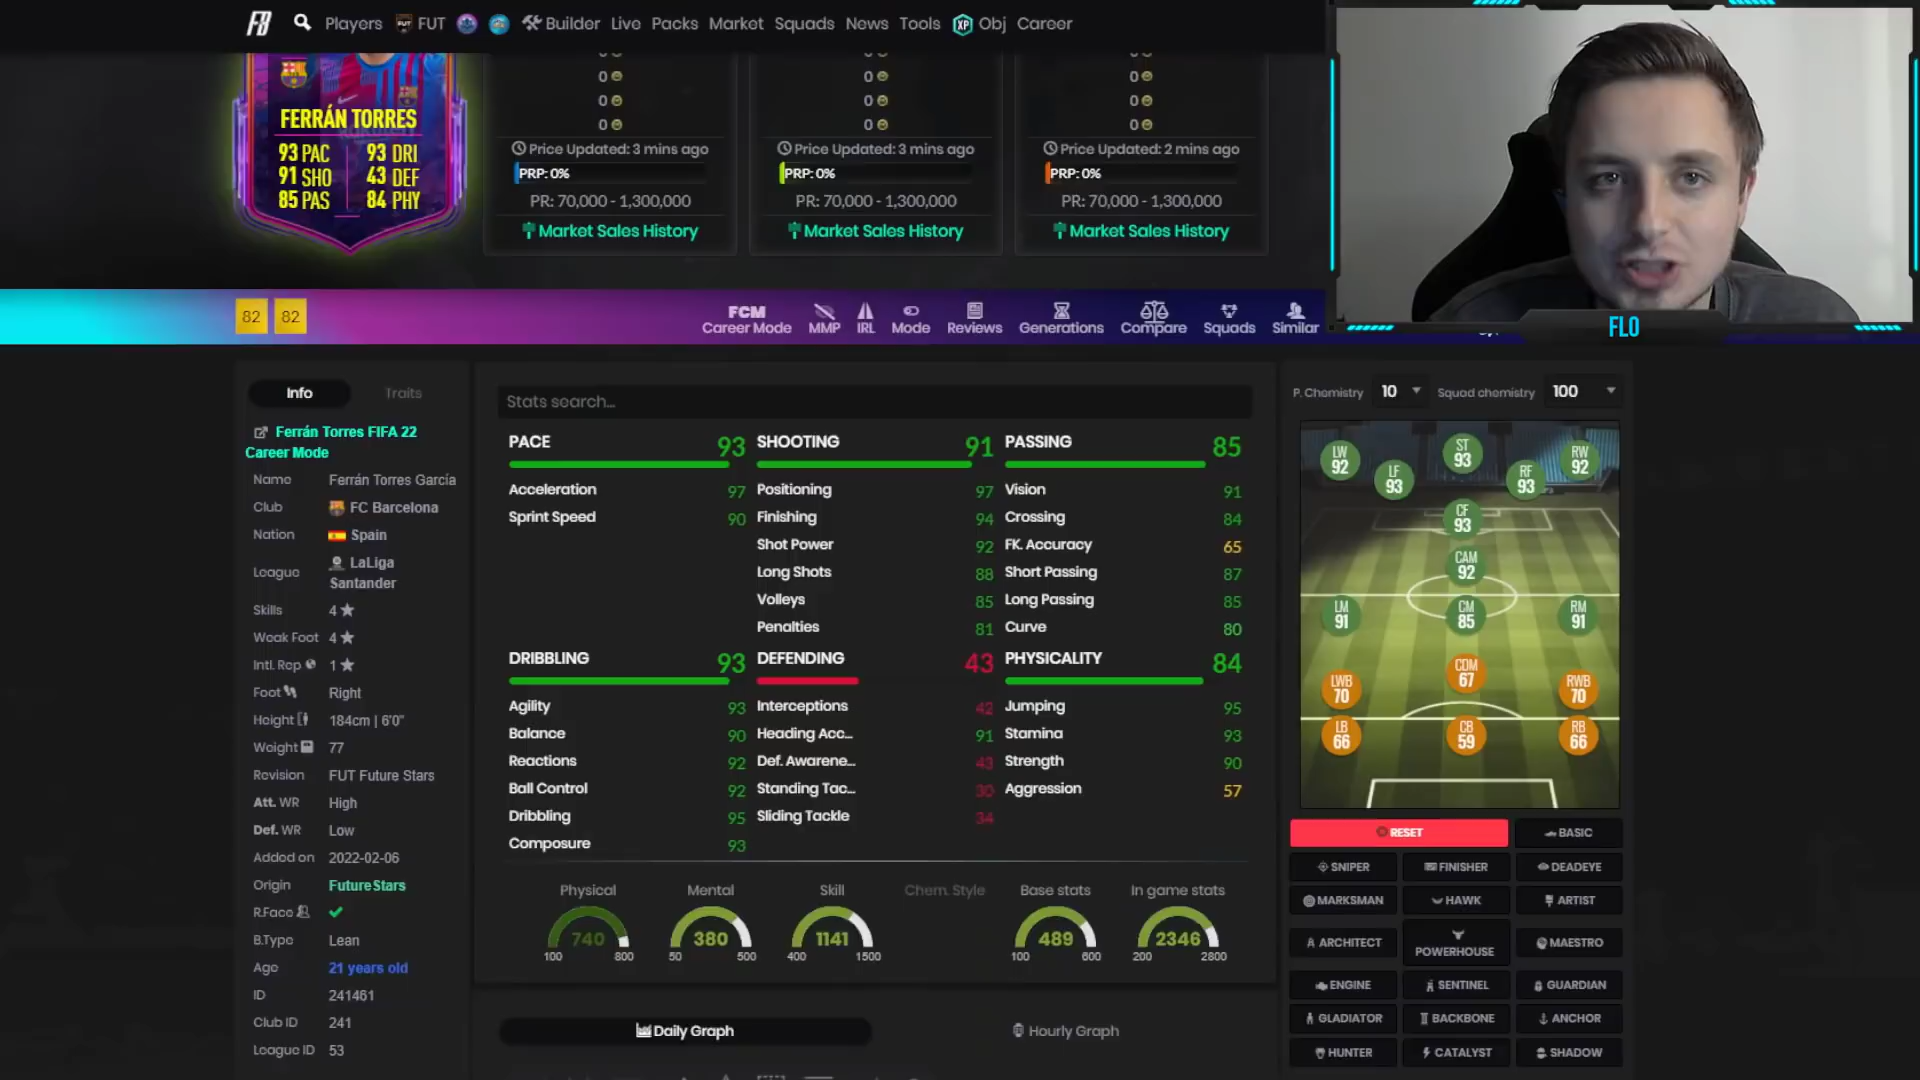 FB Players FUT Builder Live Packs Market Squads News Tools XP Obj Career
0 0 0
0 0 0
0 0 0
FERRÁN TORRES
93 PAC 93 DRI
91 SHO 43 DEF
85 PAS 84 PHY
Price Updated: 3 mins ago
PRP: 0%
PR: 70,000 - 1,300,000
Market Sales History
Price Updated: 3 mins ago
PRP: 0%
PR: 70,000 - 1,300,000
Market Sales History
Price Updated: 2 mins ago
PRP: 0%
PR: 70,000 - 1,300,000
Market Sales History
FLO
82 82
FCM
Career Mode MMP IRL Mode Reviews Generations Compare Squads Similar
Info Traits
Ferrán Torres FIFA 22
Career Mode
Name Ferrán Torres García
Club FC Barcelona
Nation Spain
League LaLiga
Santander
Skills 4
Weak Foot 4
Intl. Rep 1
Foot Right
Height 184cm | 6'0"
Weight 77
Revision FUT Future Stars
Att. WR High
Def. WR Low
Added on 2022-02-06
Origin FutureStars
R.Face
B.Type Lean
Age 21 years old
ID 241461
Club ID 241
League ID 53
Stats search...
PACE 93
Acceleration 97
Sprint Speed 90
SHOOTING 91
Positioning 97
Finishing 94
Shot Power 92
Long Shots 88
Volleys 85
Penalties 81
PASSING 85
Vision 91
Crossing 84
FK. Accuracy 65
Short Passing 87
Long Passing 85
Curve 80
DRIBBLING 93
Agility 93
Balance 90
Reactions 92
Ball Control 92
Dribbling 95
Composure 93
DEFENDING 43
Interceptions 42
Heading Acc... 91
Def. Awarene... 43
Standing Tac... 30
Sliding Tackle 34
PHYSICALITY 84
Jumping 95
Stamina 93
Strength 90
Aggression 57
Physical Mental Skill Chem. Style Base stats In game stats
740 380 1141 489 2346
100 800 50 500 400 1500 100 600 200 2800
Daily Graph Hourly Graph
P. Chemistry 10 Squad chemistry 100
LW 92
ST 93
RW 92
LF 93
RF 93
CF 93
CAM 92
LM 91
CM 85
RM 91
LWB 70
CDM 67
RWB 70
LB 66
CB 59
RB 66
RESET BASIC
SNIPER FINISHER DEADEYE
MARKSMAN HAWK ARTIST
ARCHITECT POWERHOUSE MAESTRO
ENGINE SENTINEL GUARDIAN
GLADIATOR BACKBONE ANCHOR
HUNTER CATALYST SHADOW